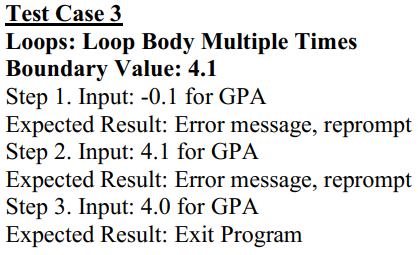 Test Case 3
Loops: Loop Body Multiple Times
Boundary Value: 4.1
Step 1. Input: -0.1 for GPA
Expected Result: Error message, reprompt
Step 2. Input: 4.1 for GPA
Expected Result: Error message, reprompt
Step 3. Input: 4.0 for GPA
Expected Result: Exit Program